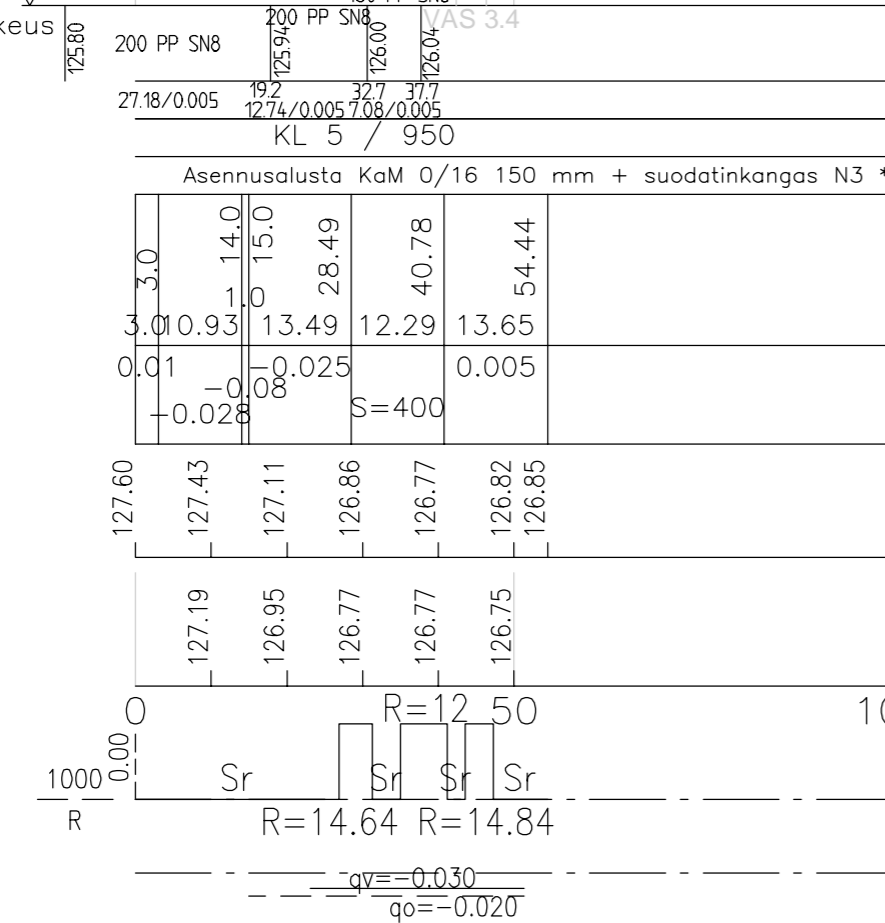 200 PP SN8
VAS 3.4
keus
125.80
200 PP SN8
125.94
126.00
126.04
27.18/0.005
19.2
32.7
37.7
12.74/0.005
7.08/0.005
KL 5 / 950
Asennusalusta KaM 0/16 150 mm + suodatinkangas N3 *
3.0
14.0
15.0
28.49
40.78
54.44
1.0
3.0
10.93
13.49
12.29
13.65
0.01
-0.025
0.005
-0.08
-0.028
S=400
127.60
127.43
127.11
126.86
126.77
126.82
126.85
127.19
126.95
126.77
126.77
126.75
0
R=12
50
0.00
1000
Sr
Sr
Sr
Sr
R
R=14.64
R=14.84
qv=-0.030
qo=-0.020